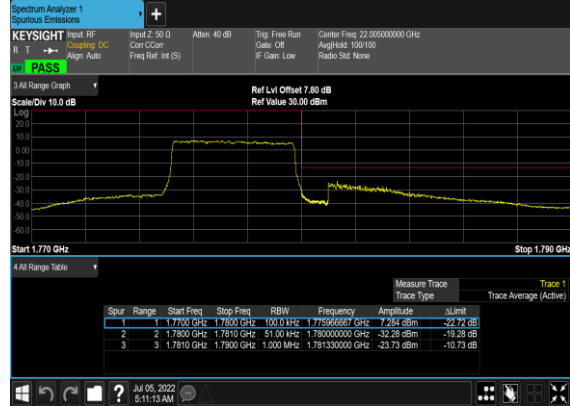 Spectrum Analyzer 1
Spurious Emissions
+
KEYSIGHT Input: RF Input Z: 50 Ω Atten: 40 dB Trig: Free Run Center Freq: 22.005000000 GHz
R T Coupling: DC Corr CCorr Gate: Off Avg|Hold: 100/100
Align: Auto Freq Ref: Int (S) IF Gain: Low Radio Std: None
LW PASS
3 All Range Graph
Ref Lvl Offset 7.80 dB
Scale/Div 10.0 dB Ref Value 30.00 dBm
Log
20.0
10.0
0.00
-10.0
-20.0
-30.0
-40.0
-50.0
-60.0
Start 1.770 GHz Stop 1.790 GHz
4 All Range Table
Measure Trace Trace 1
Trace Type Trace Average (Active)
Spur Range Start Freq Stop Freq RBW Frequency Amplitude ΔLimit
1 1 1.7700 GHz 1.7800 GHz 100.0 kHz 1.775966667 GHz 7.284 dBm -22.72 dB
2 2 1.7800 GHz 1.7810 GHz 51.00 kHz 1.780000000 GHz -32.28 dBm -19.28 dB
3 3 1.7810 GHz 1.7900 GHz 1.000 MHz 1.781330000 GHz -23.73 dBm -10.73 dB
? Jul 05, 2022
5:11:13 AM